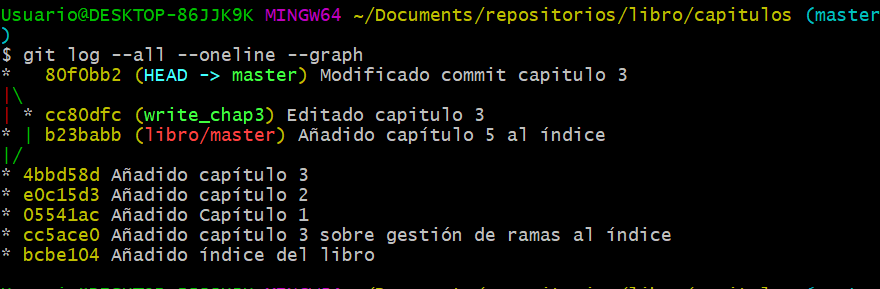 Usuario@DESKTOP-86JJK9K MINGW64 ~/Documents/repositorios/libro/capitulos (master
)
$ git log --all --oneline --graph
*   80f0bb2 (HEAD -> master) Modificado commit capitulo 3
|\
| * cc80dfc (write_chap3) Editado capitulo 3
* | b23babb (libro/master) Añadido capítulo 5 al índice
|/
* 4bbd58d Añadido capítulo 3
* e0c15d3 Añadido capítulo 2
* 05541ac Añadido Capítulo 1
* cc5ace0 Añadido capítulo 3 sobre gestión de ramas al índice
* bcbe104 Añadido índice del libro